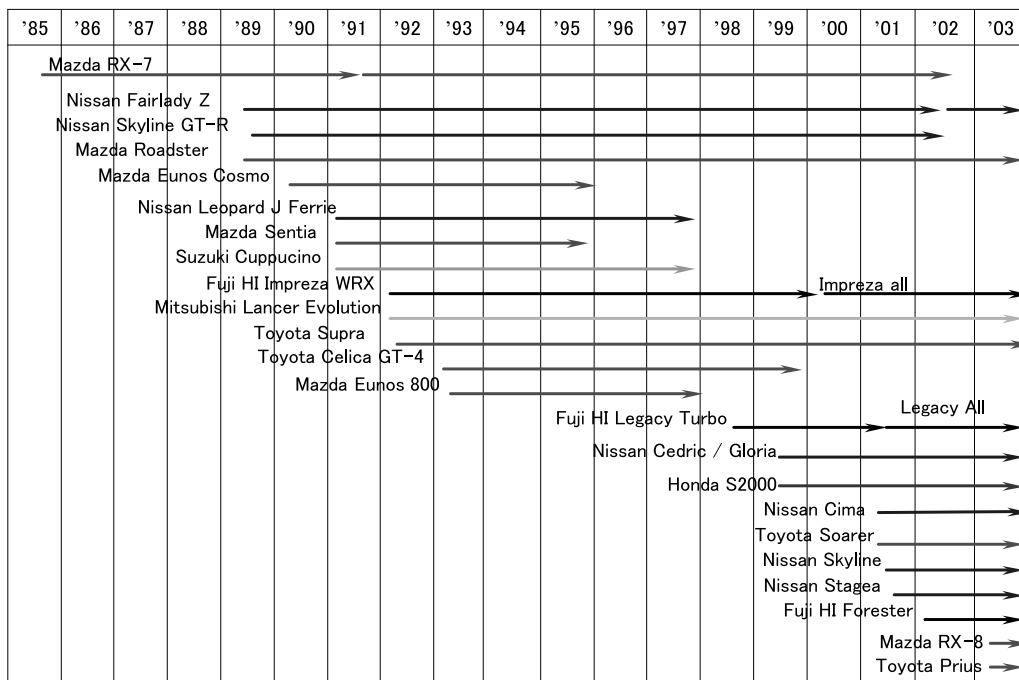 '85 '86 '87 '88 '89 '90 '91 '92 '93 '94 '95 '96 '97 '98 '99 '00 '01 '02 '03
Mazda RX-7
Nissan Fairlady Z
Nissan Skyline GT-R
Mazda Roadster
Mazda Eunos Cosmo
Nissan Leopard J Ferrie
Mazda Sentia
Suzuki Cuppucino
Fuji HI Impreza WRX Impreza all
Mitsubishi Lancer Evolution
Toyota Supra
Toyota Celica GT-4
Mazda Eunos 800
Fuji HI Legacy Turbo Legacy All
Nissan Cedric / Gloria
Honda S2000
Nissan Cima
Toyota Soarer
Nissan Skyline
Nissan Stagea
Fuji HI Forester
Mazda RX-8
Toyota Prius